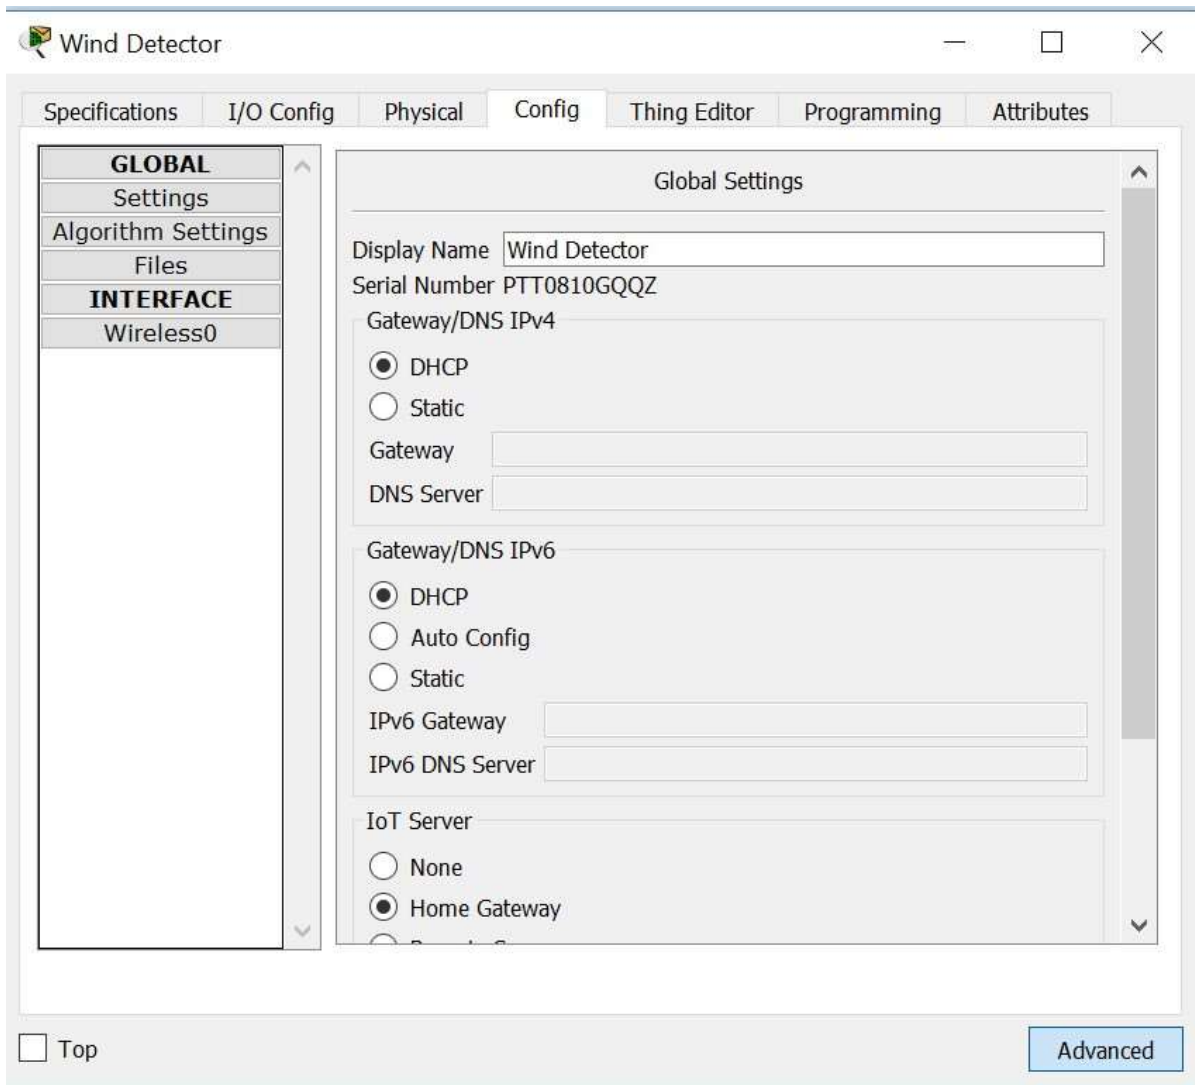 Wind Detector
Specifications I/O Config Physical Config Thing Editor Programming Attributes
GLOBAL
Settings
Algorithm Settings
Files
INTERFACE
Wireless0
Global Settings
Display Name Wind Detector
Serial Number PTT0810GQQZ
Gateway/DNS IPv4
DHCP
Static
Gateway
DNS Server
Gateway/DNS IPv6
DHCP
Auto Config
Static
IPv6 Gateway
IPv6 DNS Server
IoT Server
None
Home Gateway
Top
Advanced